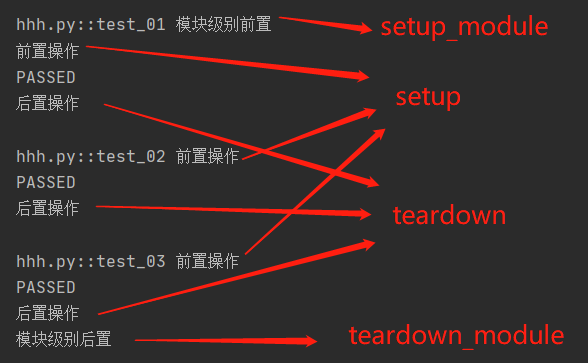 hhh.py::test_01 模块级别前置
setup_module
前置操作
PASSED
setup
后置操作
hhh.py::test_02 前置操作
PASSED
后置操作
teardown
hhh.py::test_03 前置操作
PASSED
后置操作
模块级别后置
teardown_module